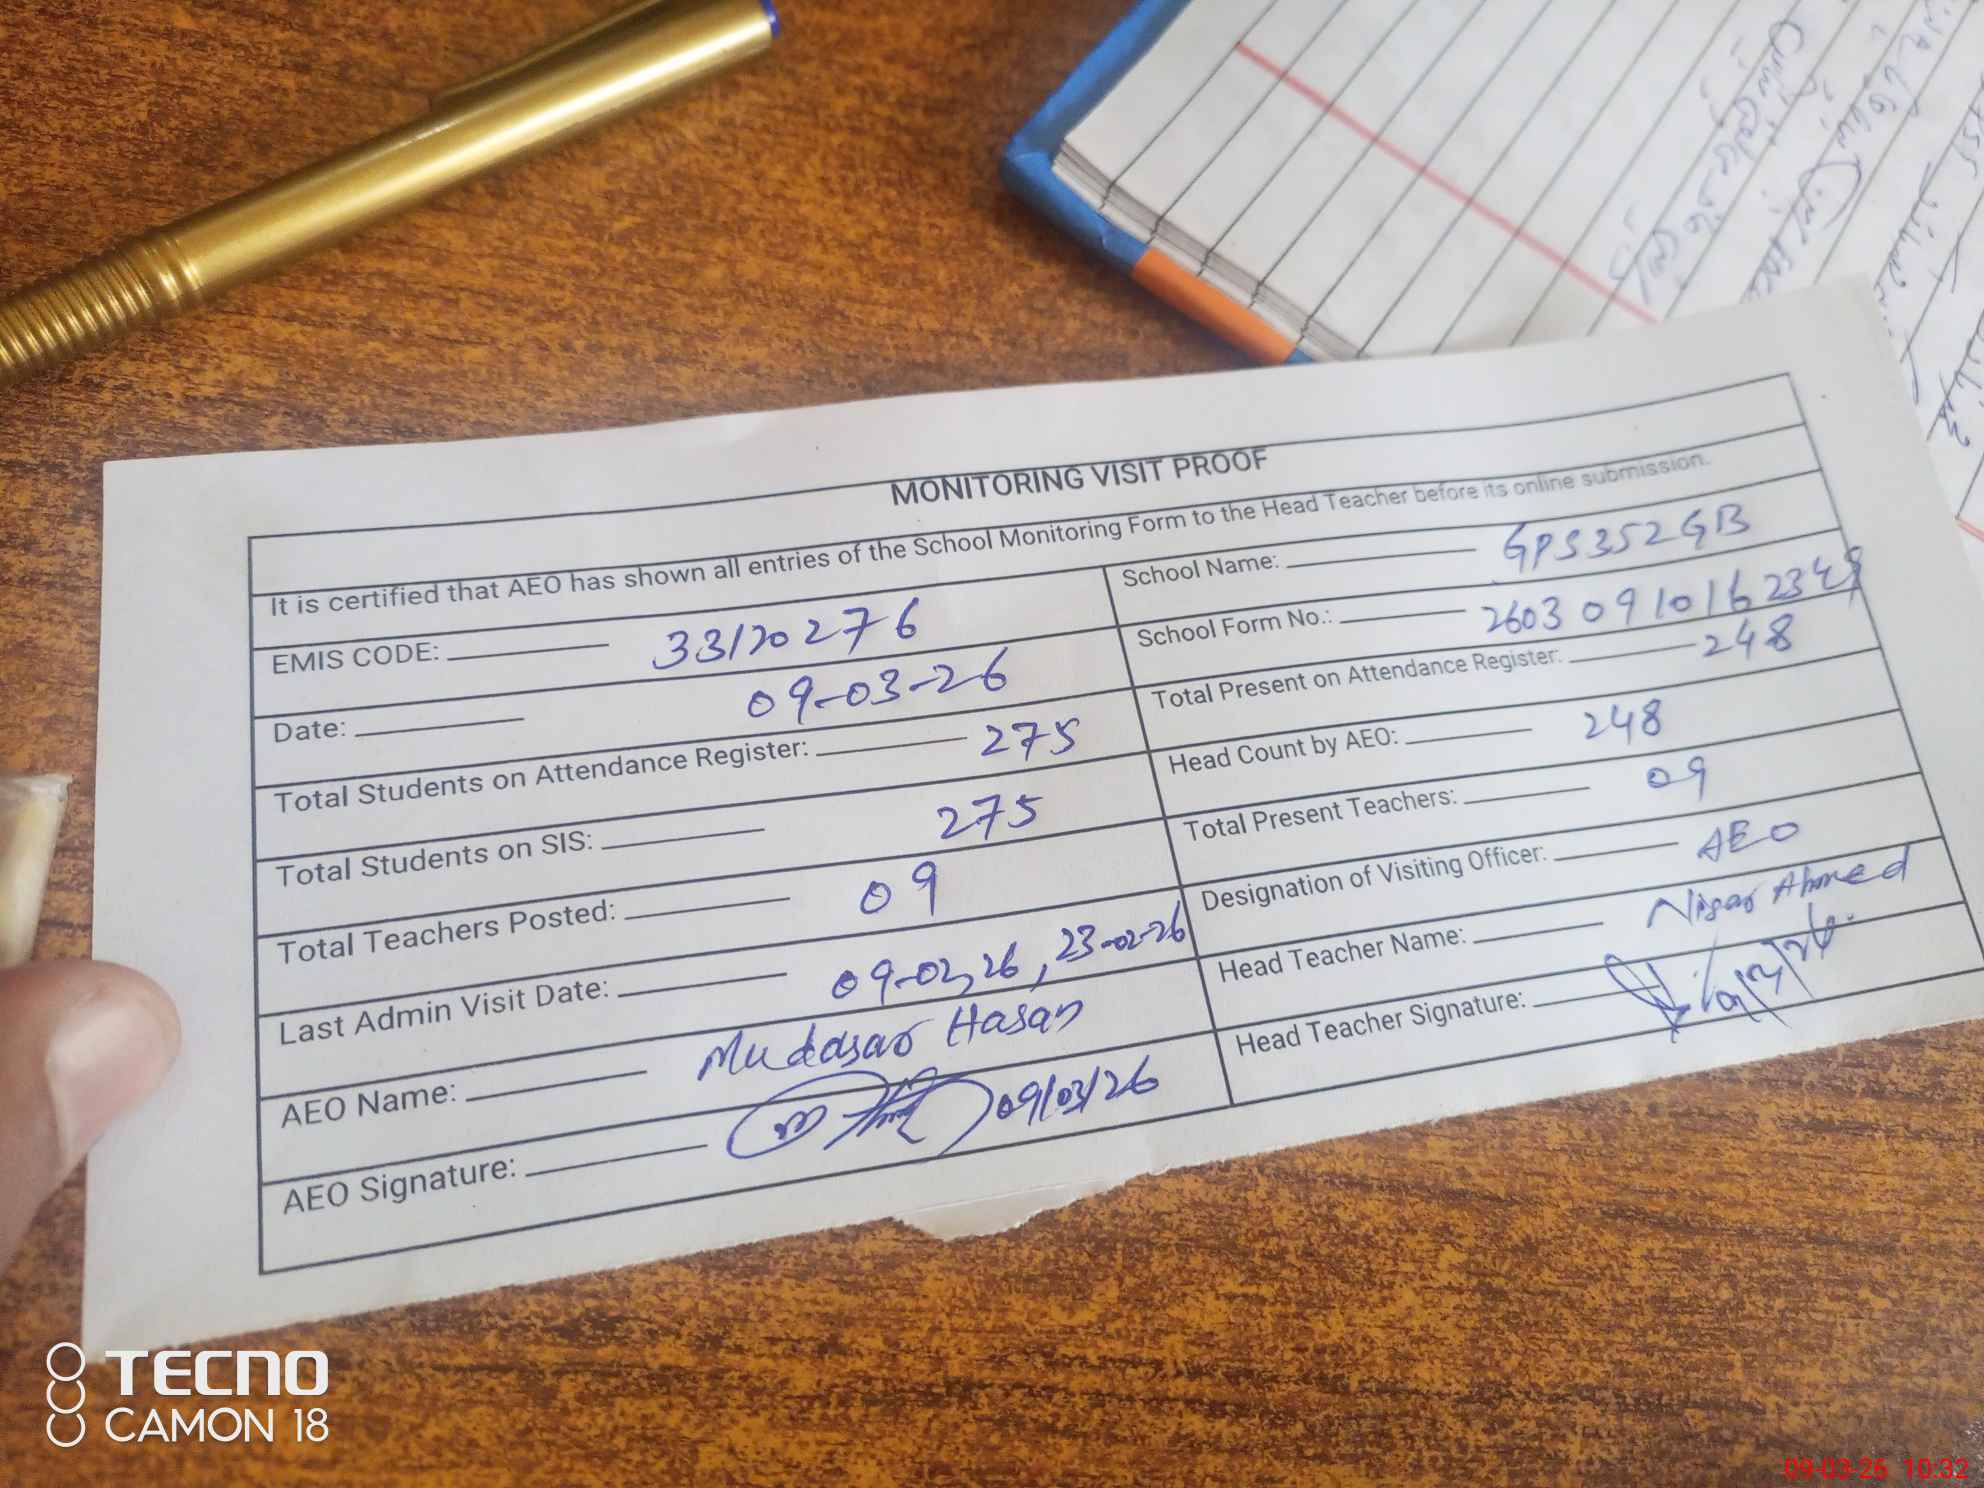 MONITORING VISIT PROOF
It is certified that AEO has shown all entries of the School Monitoring Form to the Head Teacher before its online submission.
EMIS CODE: 33120276
School Name: GPS 352 GB
Date: 09-03-26
School Form No.: 2603091016234
Total Students on Attendance Register: 275
Total Present on Attendance Register: 248
Total Students on SIS: 275
Head Count by AEO: 248
Total Teachers Posted: 09
Total Present Teachers: 09
Last Admin Visit Date: 09-02,26, 23-02-26
Designation of Visiting Officer: AEO
AEO Name: Mudasar Hasan
Head Teacher Name: Nisar Ahmed
AEO Signature: 09/03/26
Head Teacher Signature:
TECNO
CAMON 18
09-03-26 10:32